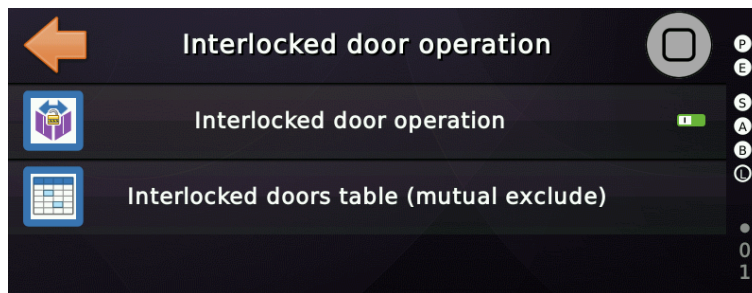 Interlocked door operation
Interlocked door operation
Interlocked doors table (mutual exclude)
P
E
S
A
B
L
0
1